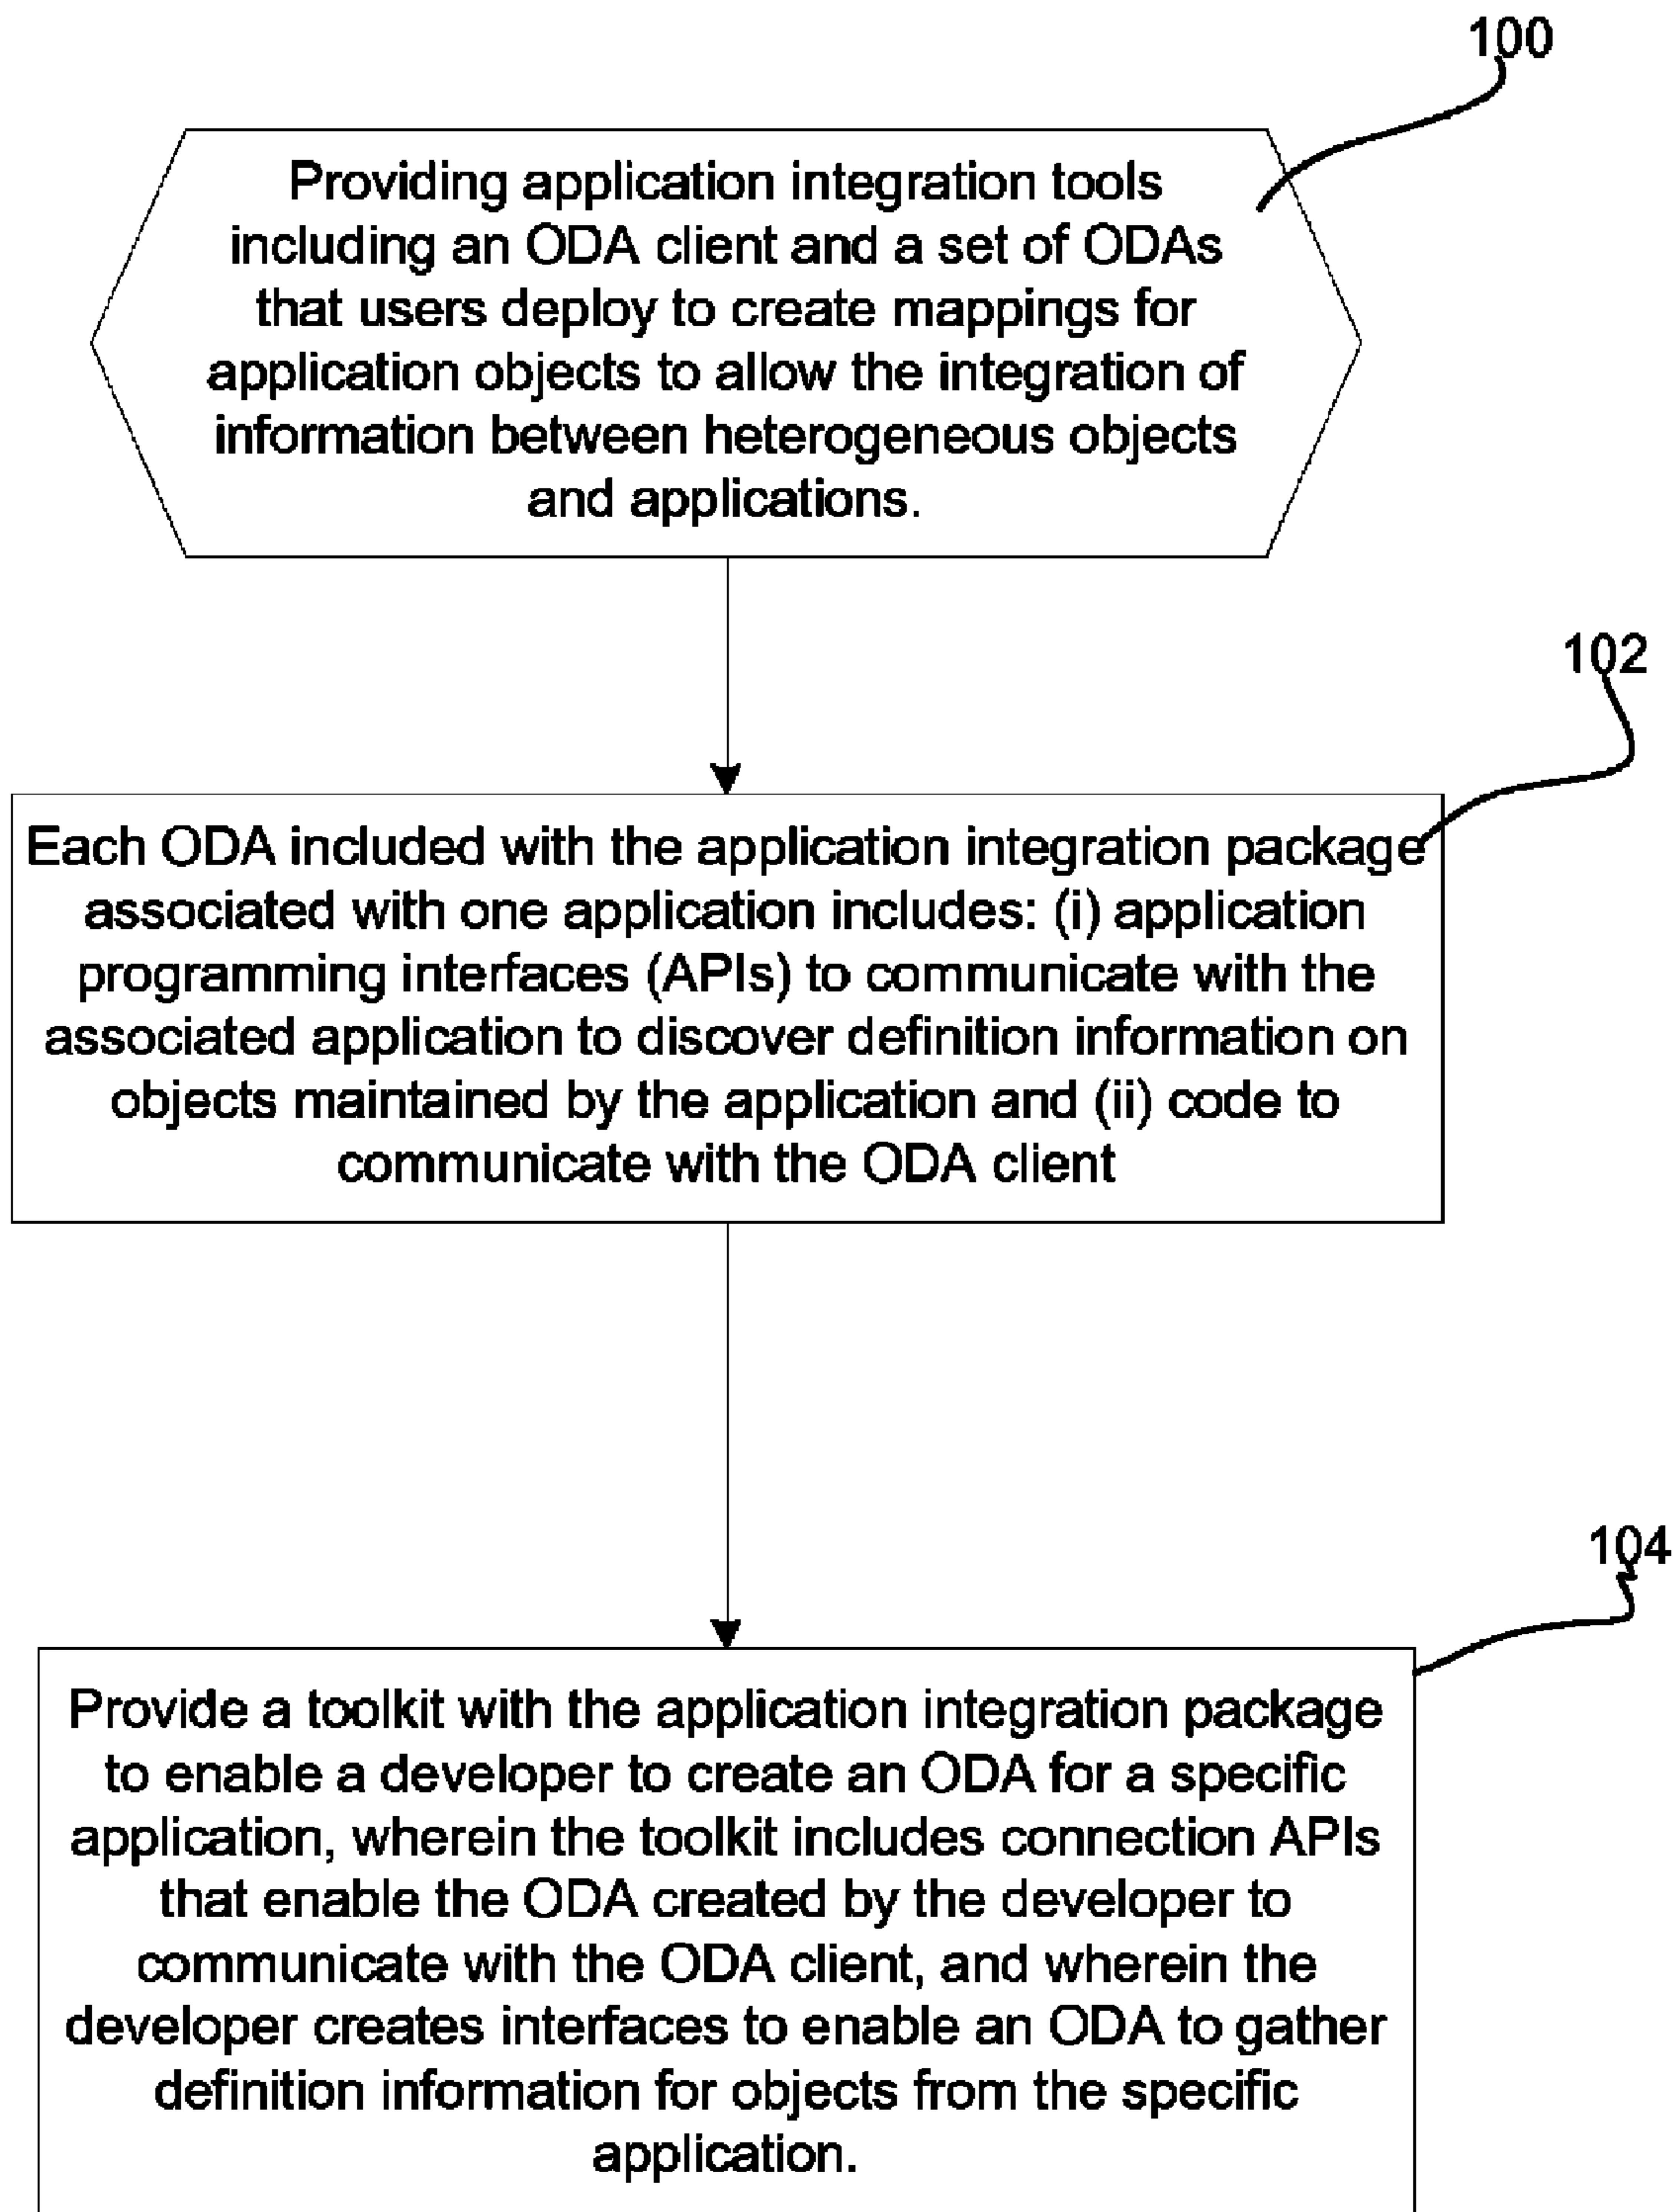 100
Providing application integration tools
including an ODA client and a set of ODAs
that users deploy to create mappings for
application objects to allow the integration of
information between heterogeneous objects
and applications.
102
Each ODA included with the application integration package
associated with one application includes: (i) application
programming interfaces (APIs) to communicate with the
associated application to discover definition information on
objects maintained by the application and (ii) code to
communicate with the ODA client
104
Provide a toolkit with the application integration package
to enable a developer to create an ODA for a specific
application, wherein the toolkit includes connection APIs
that enable the ODA created by the developer to
communicate with the ODA client, and wherein the
developer creates interfaces to enable an ODA to gather
definition information for objects from the specific
application.